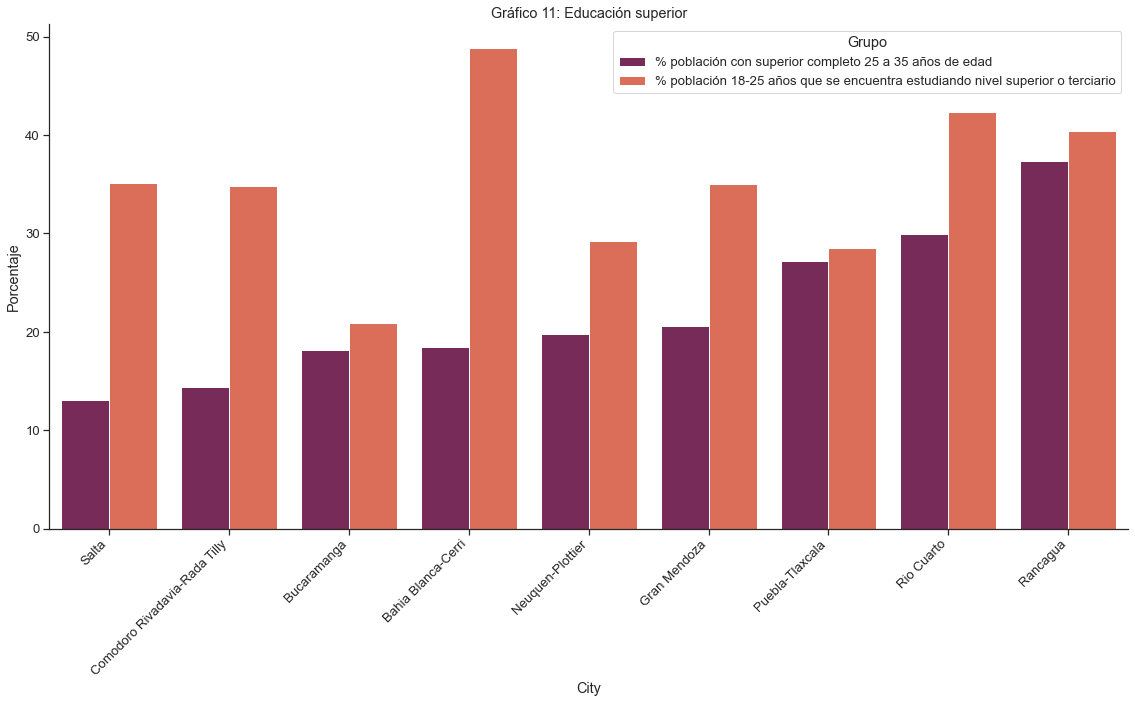 Gráfico 11: Educación superior
Grupo
% población con superior completo 25 a 35 años de edad
% población 18-25 años que se encuentra estudiando nivel superior o terciario
Porcentaje
50
40
30
20
10
0
Salta
Comodoro Rivadavia-Rada Tilly
Bucaramanga
Bahia Blanca-Cerri
Neuquen-Plottier
Gran Mendoza
Puebla-Tlaxcala
Rio Cuarto
Rancagua
City